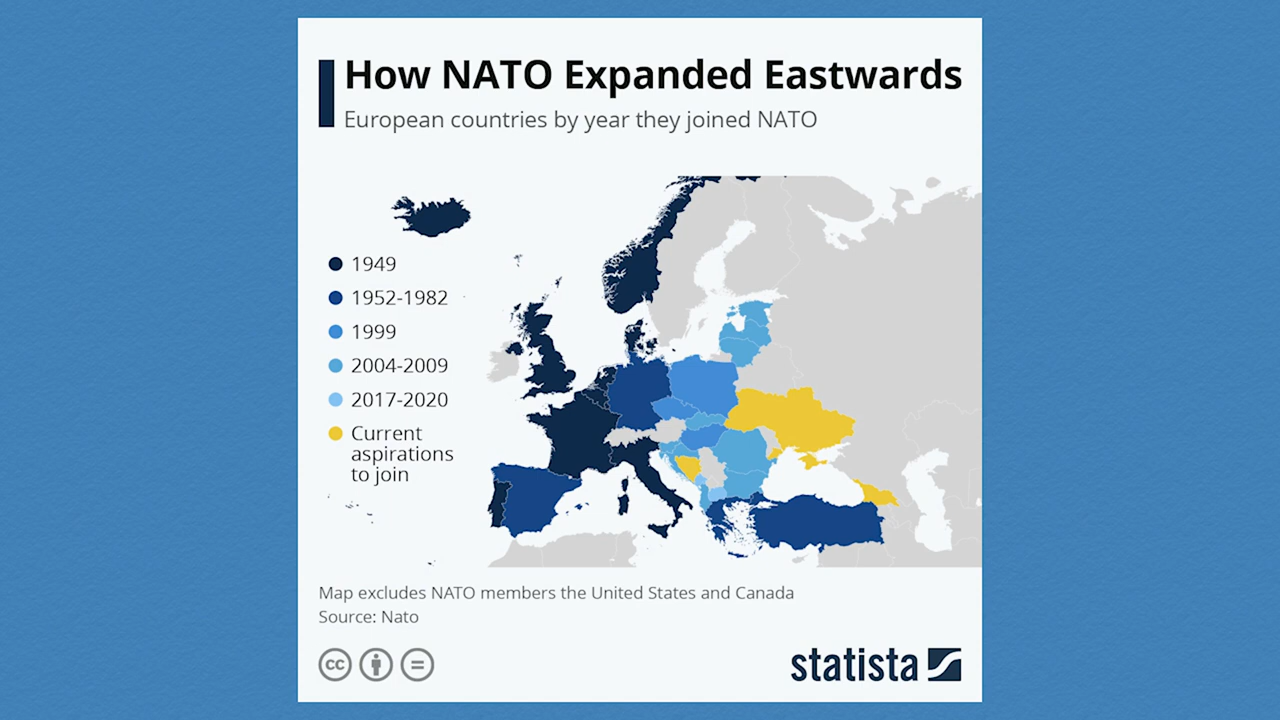 How NATO Expanded Eastwards
European countries by year they joined NATO
1949
1952-1982
1999
2004-2009
2017-2020
Current
aspirations
to join
Map excludes NATO members the United States and Canada
Source: Nato
cc
statista